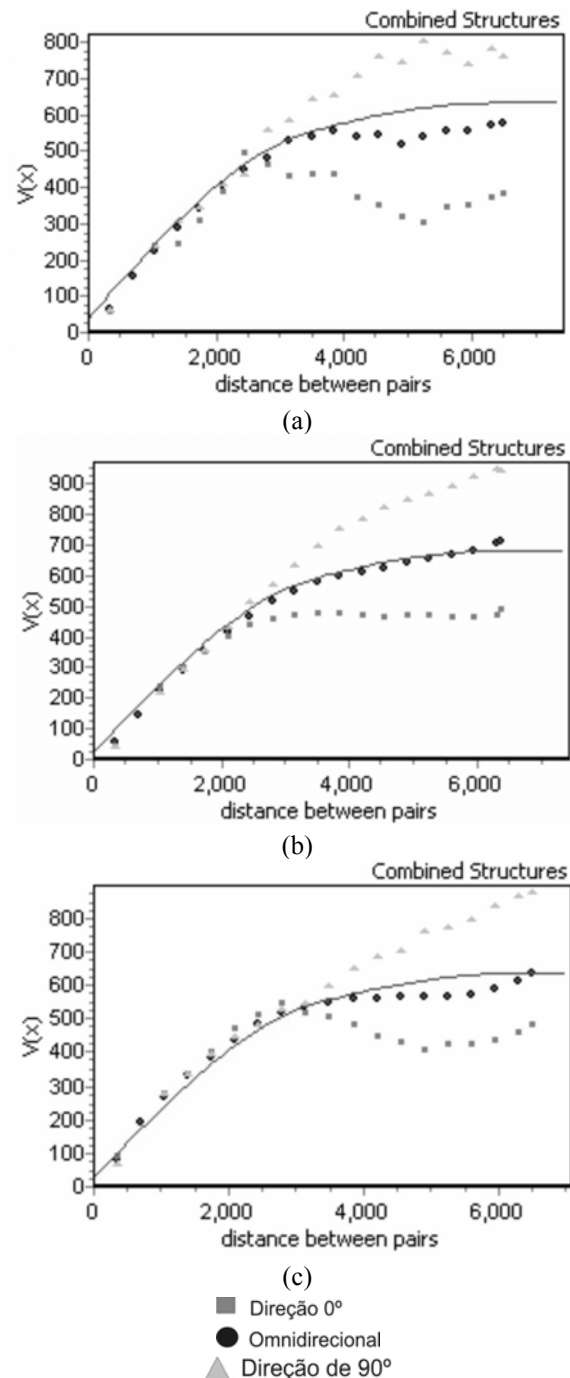 Combined Structures
800
700
600
500
400
300
200
100
0
V(x)
0 2,000 4,000 6,000
distance between pairs
(a)
Combined Structures
900
800
700
600
500
400
300
200
100
0
V(x)
0 2,000 4,000 6,000
distance between pairs
(b)
Combined Structures
800
700
600
500
400
300
200
100
0
V(x)
0 2,000 4,000 6,000
distance between pairs
(c)
Direção 0º
Omnidirecional
Direção de 90º